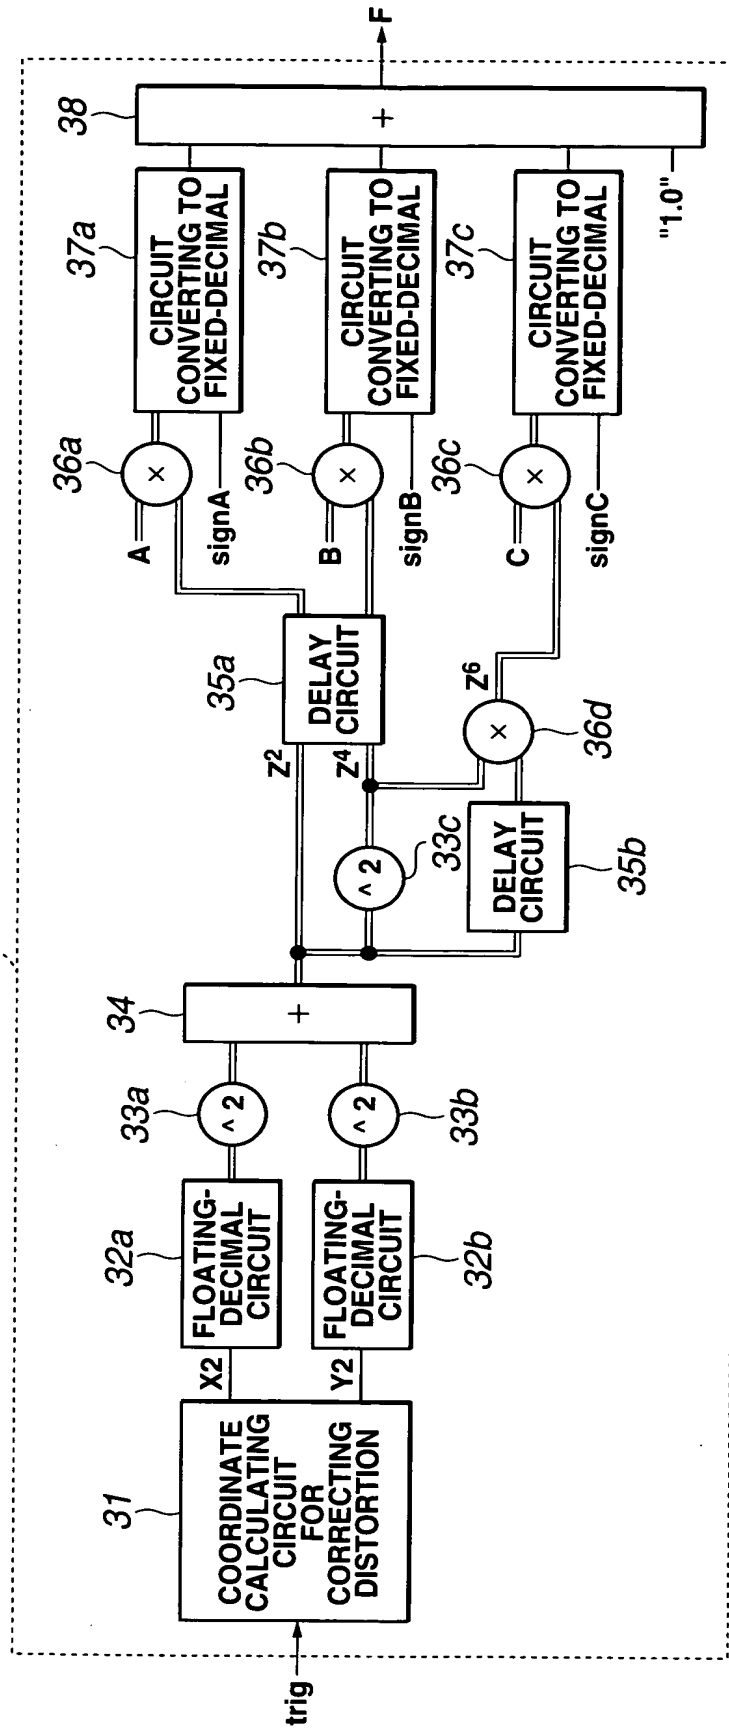 trig
31
COORDINATE
CALCULATING
CIRCUIT
FOR
CORRECTING
DISTORTION
X2
Y2
32a
FLOATING-
DECIMAL
CIRCUIT
32b
FLOATING-
DECIMAL
CIRCUIT
33a
^ 2
33b
^ 2
34
+
33c
^ 2
Z2
Z4
35a
DELAY
CIRCUIT
35b
DELAY
CIRCUIT
36d
×
Z6
A
36a
×
signA
B
36b
×
signB
C
36c
×
signC
37a
CIRCUIT
CONVERTING TO
FIXED-DECIMAL
37b
CIRCUIT
CONVERTING TO
FIXED-DECIMAL
37c
CIRCUIT
CONVERTING TO
FIXED-DECIMAL
38
+
"1.0"
F